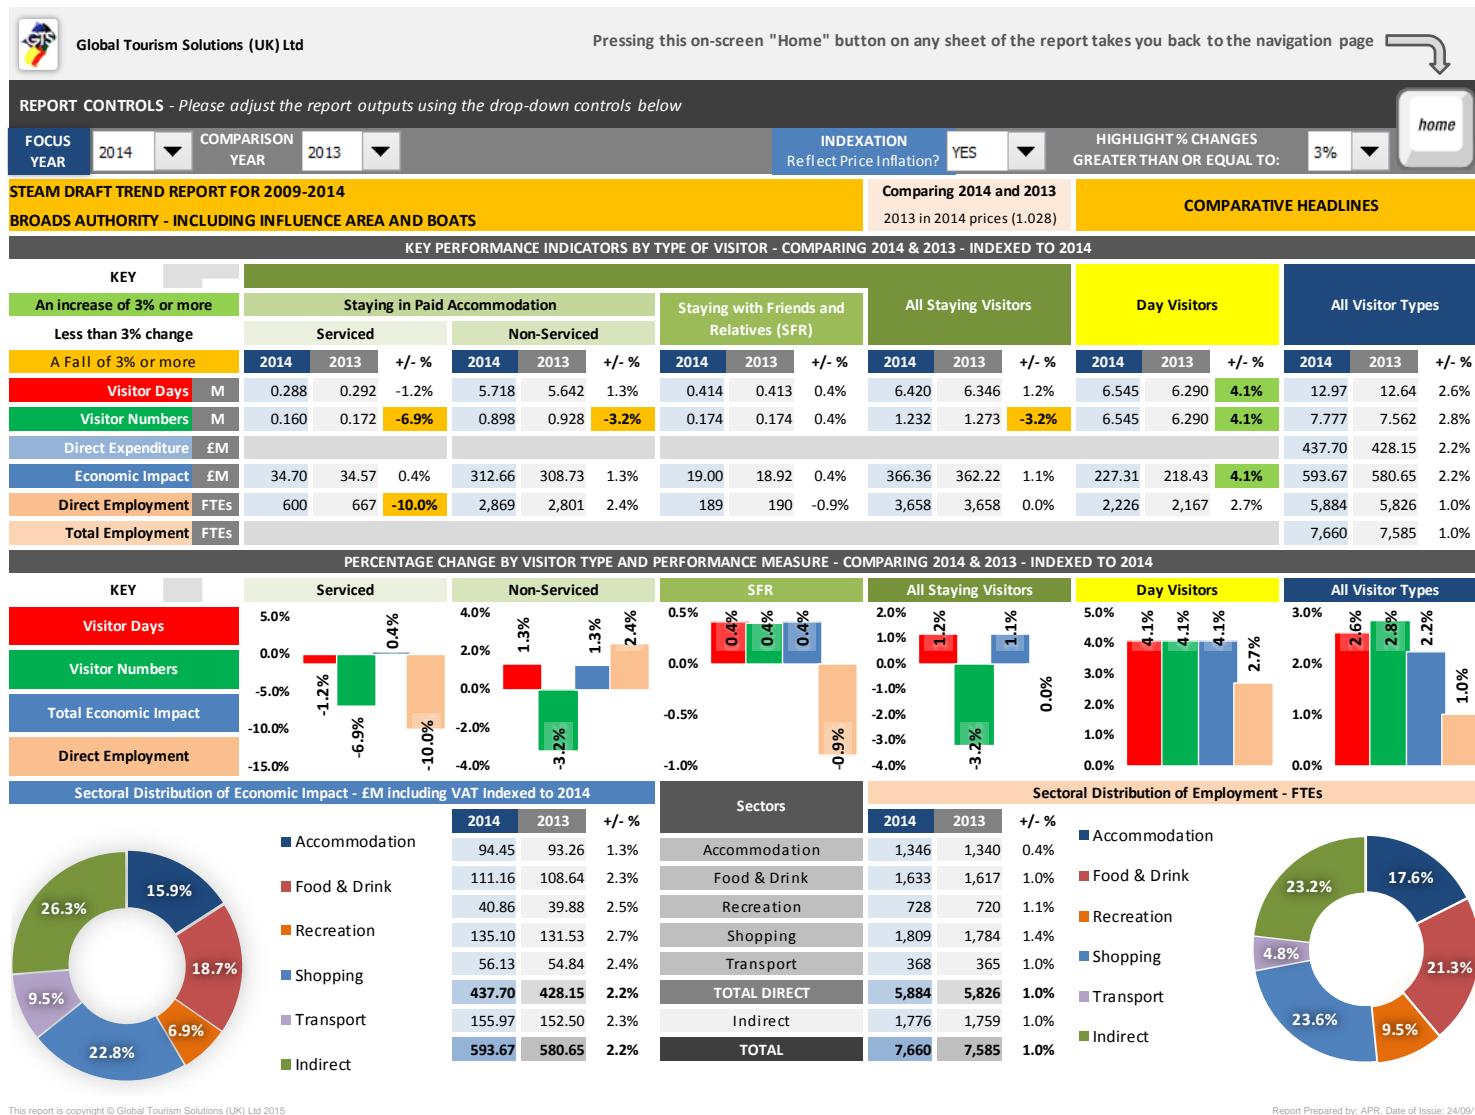 Global Tourism Solutions (UK) Ltd
Pressing this on-screen "Home" button on any sheet of the report takes you back to the navigation page
REPORT CONTROLS - Please adjust the report outputs using the drop-down controls below
home
FOCUS YEAR 2014 COMPARISON YEAR 2013 INDEXATION Reflect Price Inflation? YES HIGHLIGHT % CHANGES GREATER THAN OR EQUAL TO: 3%
STEAM DRAFT TREND REPORT FOR 2009-2014
BROADS AUTHORITY - INCLUDING INFLUENCE AREA AND BOATS
Comparing 2014 and 2013
2013 in 2014 prices (1.028)
COMPARATIVE HEADLINES
KEY PERFORMANCE INDICATORS BY TYPE OF VISITOR - COMPARING 2014 & 2013 - INDEXED TO 2014
KEY
An increase of 3% or more
Less than 3% change
A Fall of 3% or more
Staying in Paid Accommodation
Serviced Non-Serviced
Staying with Friends and Relatives (SFR)
All Staying Visitors
Day Visitors
All Visitor Types
2014 2013 +/- % 2014 2013 +/- % 2014 2013 +/- % 2014 2013 +/- % 2014 2013 +/- % 2014 2013 +/- %
Visitor Days M 0.288 0.292 -1.2% 5.718 5.642 1.3% 0.414 0.413 0.4% 6.420 6.346 1.2% 6.545 6.290 4.1% 12.97 12.64 2.6%
Visitor Numbers M 0.160 0.172 -6.9% 0.898 0.928 -3.2% 0.174 0.174 0.4% 1.232 1.273 -3.2% 6.545 6.290 4.1% 7.777 7.562 2.8%
Direct Expenditure £M 437.70 428.15 2.2%
Economic Impact £M 34.70 34.57 0.4% 312.66 308.73 1.3% 19.00 18.92 0.4% 366.36 362.22 1.1% 227.31 218.43 4.1% 593.67 580.65 2.2%
Direct Employment FTEs 600 667 -10.0% 2,869 2,801 2.4% 189 190 -0.9% 3,658 3,658 0.0% 2,226 2,167 2.7% 5,884 5,826 1.0%
Total Employment FTEs 7,660 7,585 1.0%
PERCENTAGE CHANGE BY VISITOR TYPE AND PERFORMANCE MEASURE - COMPARING 2014 & 2013 - INDEXED TO 2014
KEY
Visitor Days
Visitor Numbers
Total Economic Impact
Direct Employment
Serviced
5.0%
0.0%
-5.0%
-10.0%
-15.0%
-1.2% -6.9% 0.4% -10.0%
Non-Serviced
4.0%
2.0%
0.0%
-2.0%
-4.0%
1.3% -3.2% 1.3% 2.4%
SFR
0.5%
0.0%
-0.5%
-1.0%
0.4% 0.4% 0.4% -0.9%
All Staying Visitors
2.0%
1.0%
0.0%
-1.0%
-2.0%
-3.0%
-4.0%
1.2% -3.2% 1.1% 0.0%
Day Visitors
5.0%
4.0%
3.0%
2.0%
1.0%
0.0%
4.1% 4.1% 4.1% 2.7%
All Visitor Types
3.0%
2.0%
1.0%
0.0%
2.6% 2.8% 2.2% 1.0%
Sectoral Distribution of Economic Impact - £M including VAT Indexed to 2014
Sectors
Sectoral Distribution of Employment - FTEs
2014 2013 +/- % 2014 2013 +/- %
94.45 93.26 1.3% Accommodation 1,346 1,340 0.4%
111.16 108.64 2.3% Food & Drink 1,633 1,617 1.0%
40.86 39.88 2.5% Recreation 728 720 1.1%
135.10 131.53 2.7% Shopping 1,809 1,784 1.4%
56.13 54.84 2.4% Transport 368 365 1.0%
437.70 428.15 2.2% TOTAL DIRECT 5,884 5,826 1.0%
155.97 152.50 2.3% Indirect 1,776 1,759 1.0%
593.67 580.65 2.2% TOTAL 7,660 7,585 1.0%
15.9%
18.7%
6.9%
22.8%
9.5%
26.3%
Accommodation
Food & Drink
Recreation
Shopping
Transport
Indirect
Accommodation
Food & Drink
Recreation
Shopping
Transport
Indirect
17.6%
21.3%
9.5%
23.6%
4.8%
23.2%
This report is copyright © Global Tourism Solutions (UK) Ltd 2015
Report Prepared by: APR. Date of Issue: 24/09/